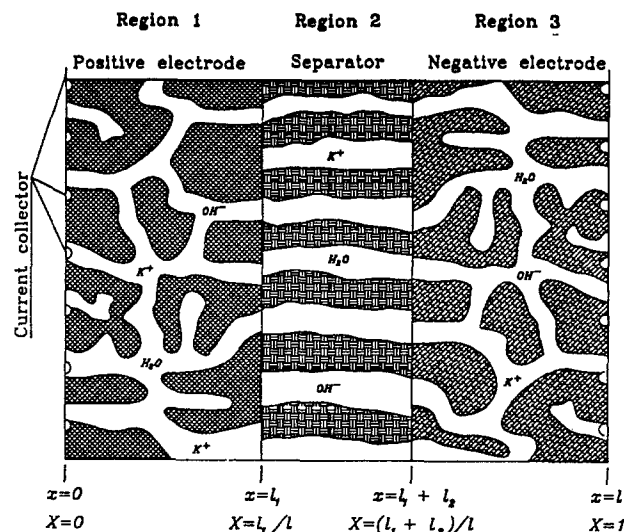 Region 1 Region 2 Region 3
Positive electrode Separator Negative electrode
Current collector
K⁺
H₂O
OH⁻
H₂O
K⁺
OH⁻
H₂O
OH⁻
K⁺
K⁺
x=0 x=l₁ x=l₁ + l₂ x=l
X=0 X=l₁/l X=(l₁ + l₂)/l X=1